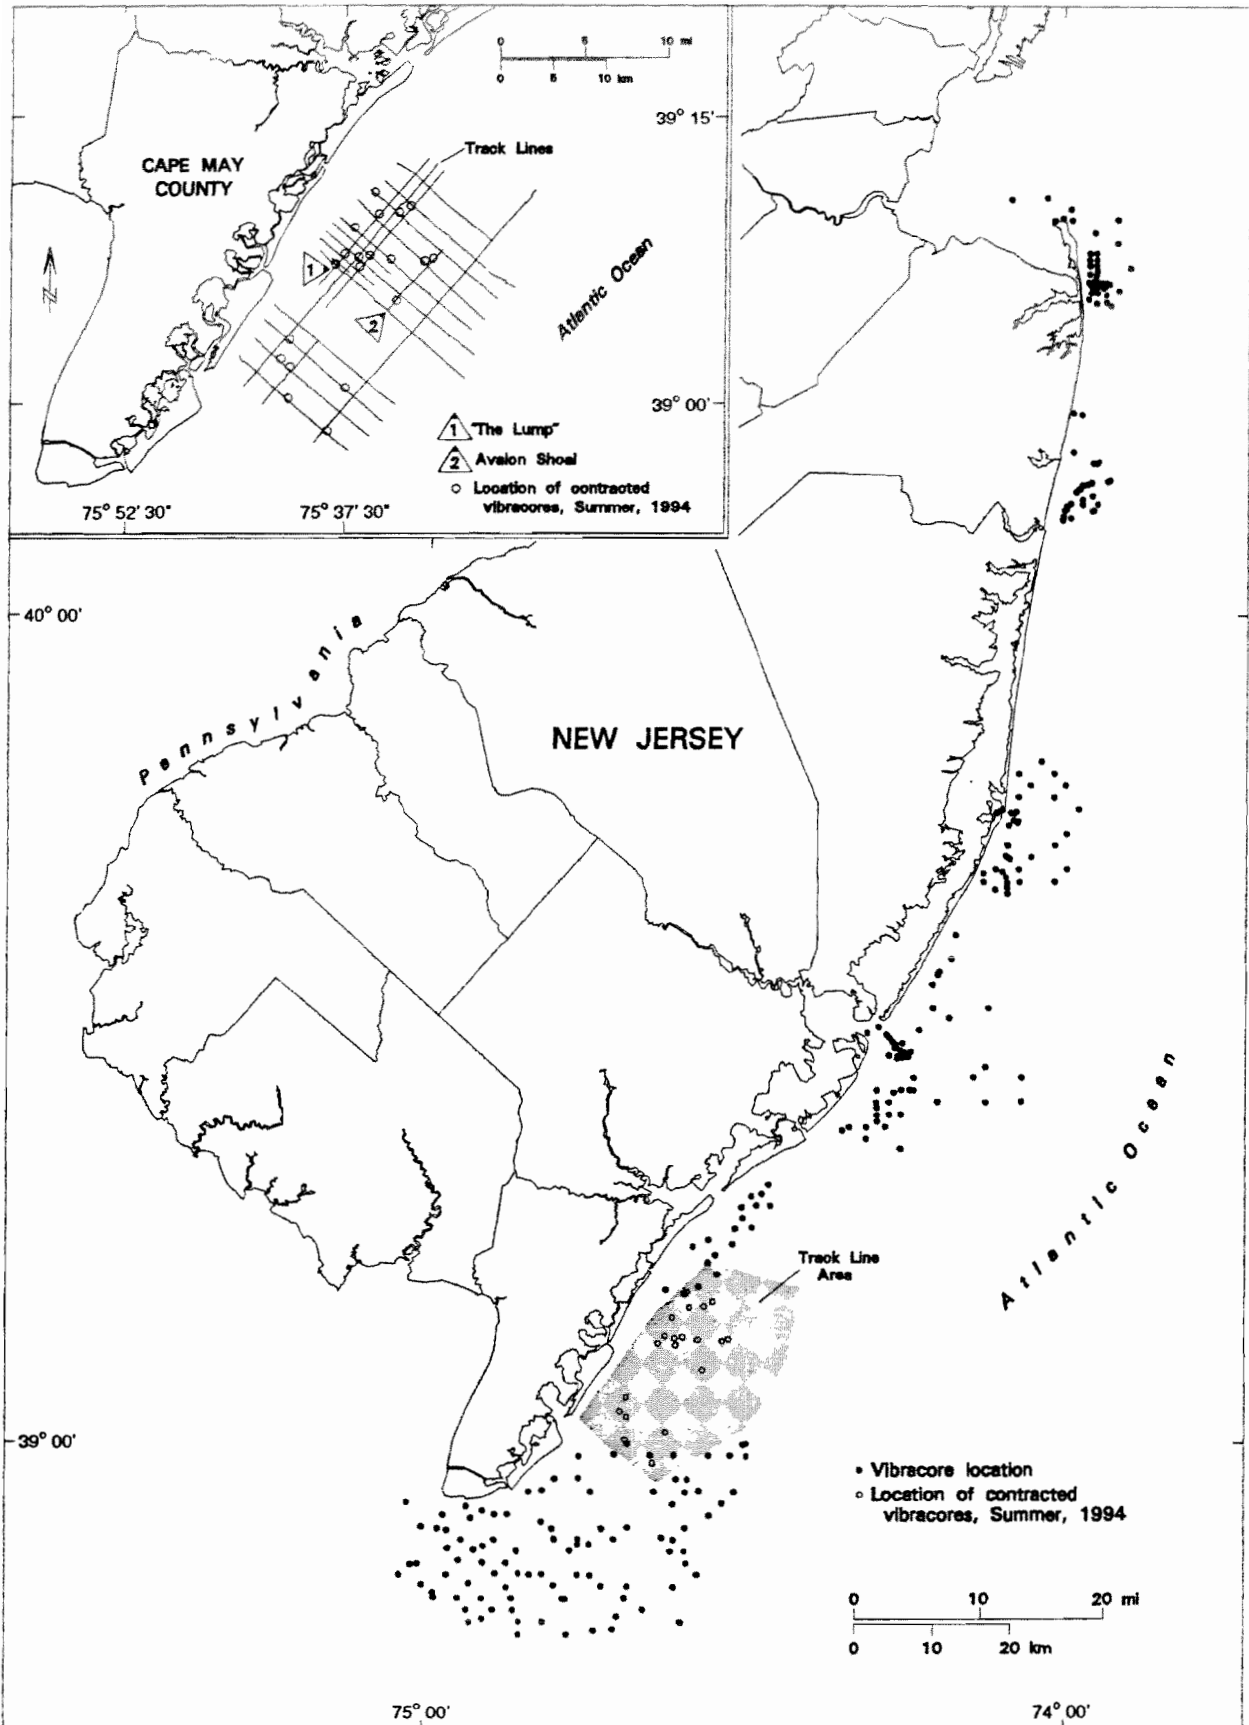 0 5 10 mi
0 5 10 km
39° 15'
Track Lines
CAPE MAY
COUNTY
N
1
Atlantic Ocean
2
39° 00'
1 "The Lump"
2 Avalon Shoal
Location of contracted
vibracores, Summer, 1994
75° 52' 30"
75° 37' 30"
40° 00'
Pennsylvania
NEW JERSEY
Atlantic Ocean
Track Line
Area
39° 00'
Vibracore location
Location of contracted
vibracores, Summer, 1994
0 10 20 mi
0 10 20 km
75° 00'
74° 00'